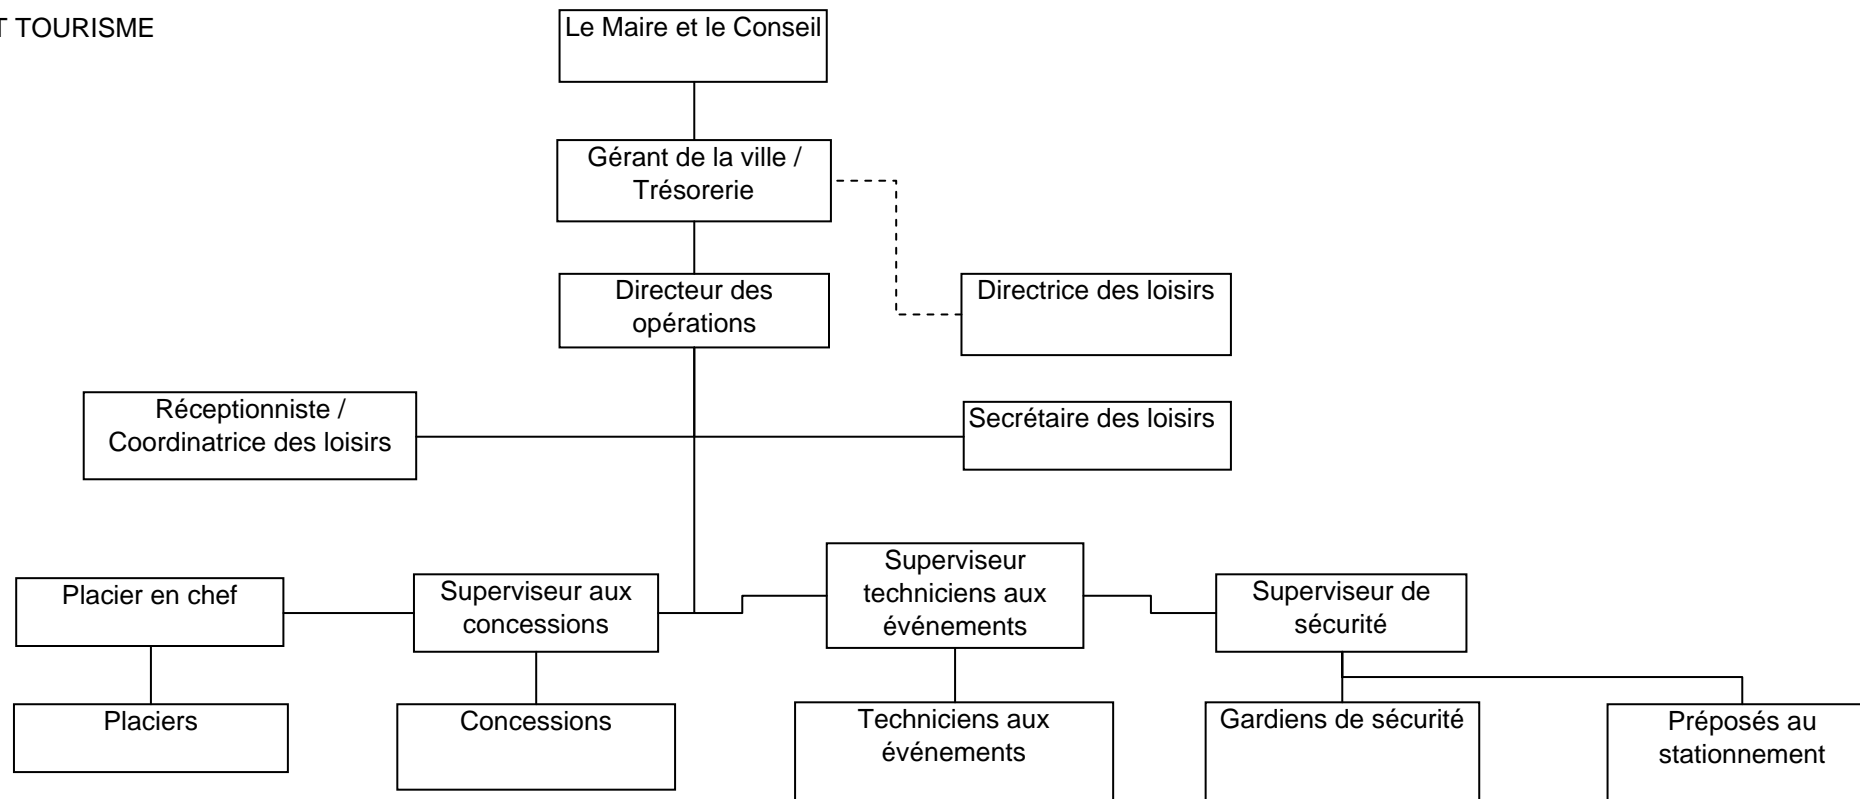 T TOURISME
Le Maire et le Conseil
Gérant de la ville /
Trésorerie
Directeur des
opérations
Directrice des loisirs
Réceptionniste /
Coordinatrice des loisirs
Secrétaire des loisirs
Placier en chef
Superviseur aux
concessions
Superviseur
techniciens aux
événements
Superviseur de
sécurité
Placiers
Concessions
Techniciens aux
événements
Gardiens de sécurité
Préposés au
stationnement